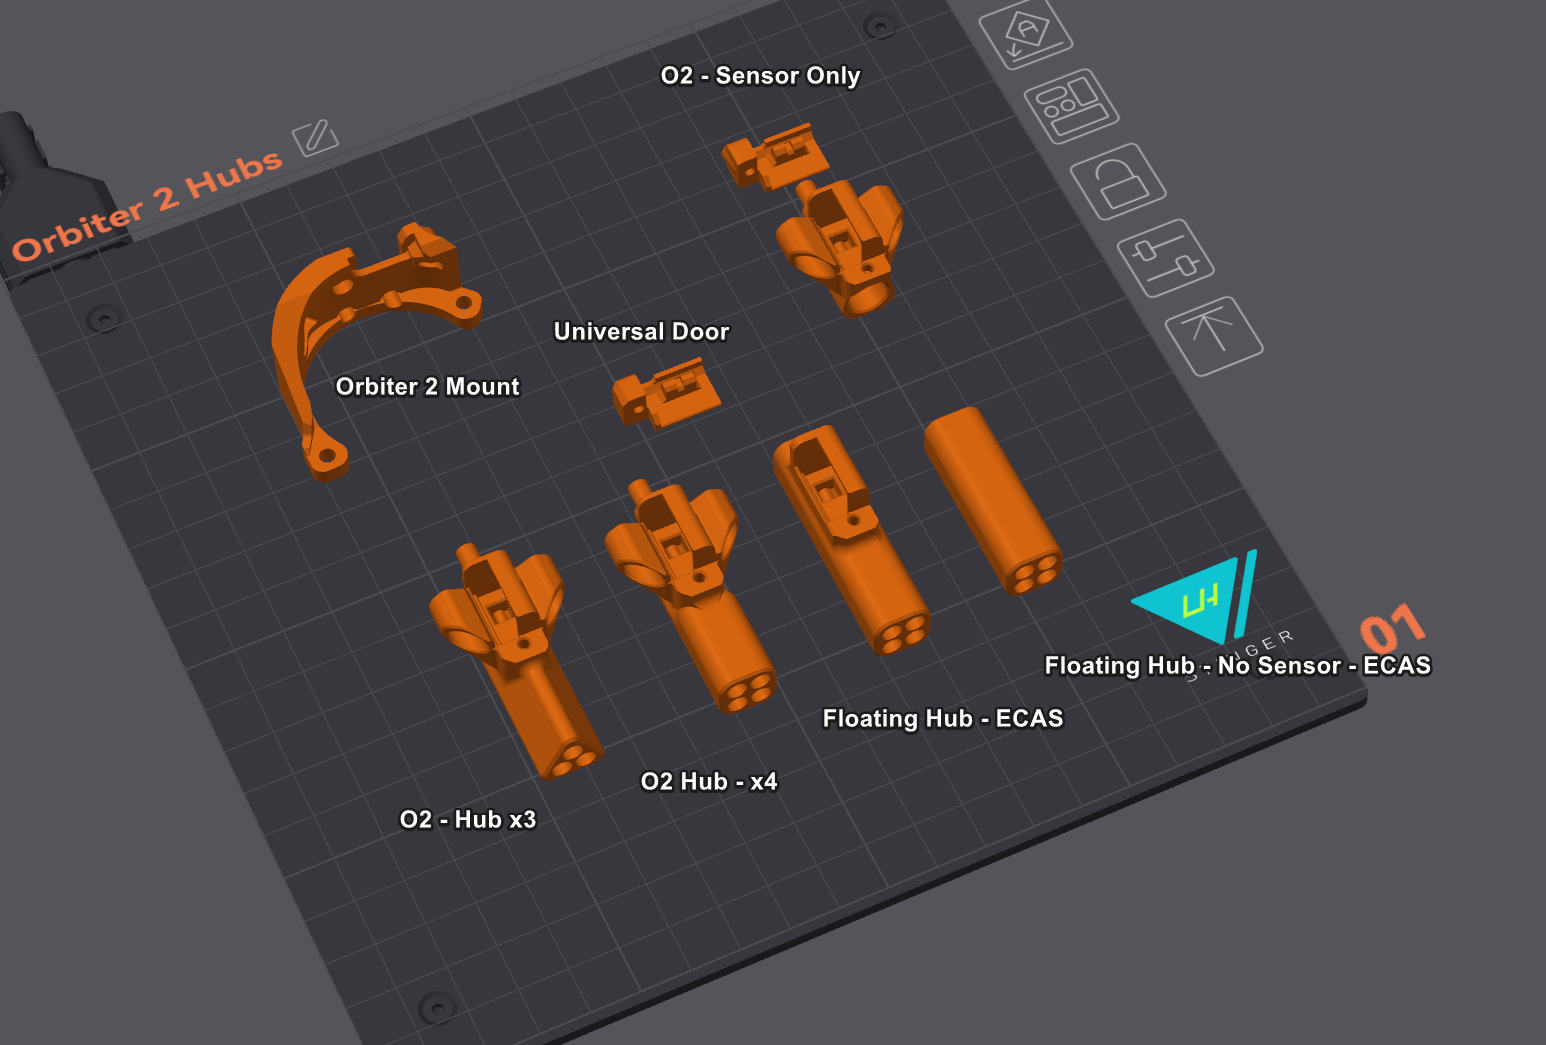 O2 - Sensor Only
Orbiter 2 Hubs
Universal Door
Orbiter 2 Mount
01
Floating Hub - No Sensor - ECAS
Floating Hub - ECAS
O2 Hub - x4
O2 - Hub x3